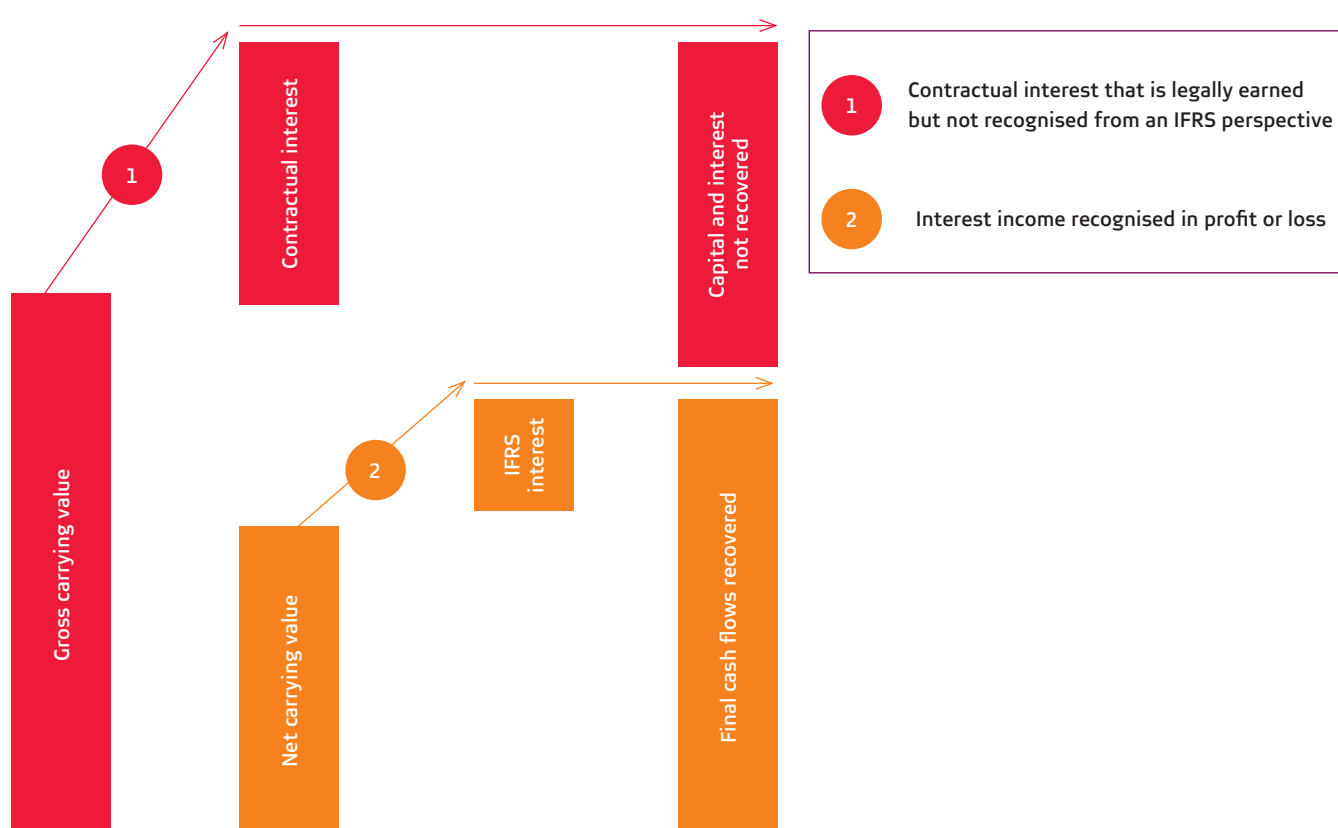 1
Contractual interest
Capital and interest
not recovered
1
Contractual interest that is legally earned
but not recognised from an IFRS perspective
2
Interest income recognised in profit or loss
Gross carrying value
2
IFRS
interest
Net carrying value
Final cash flows recovered